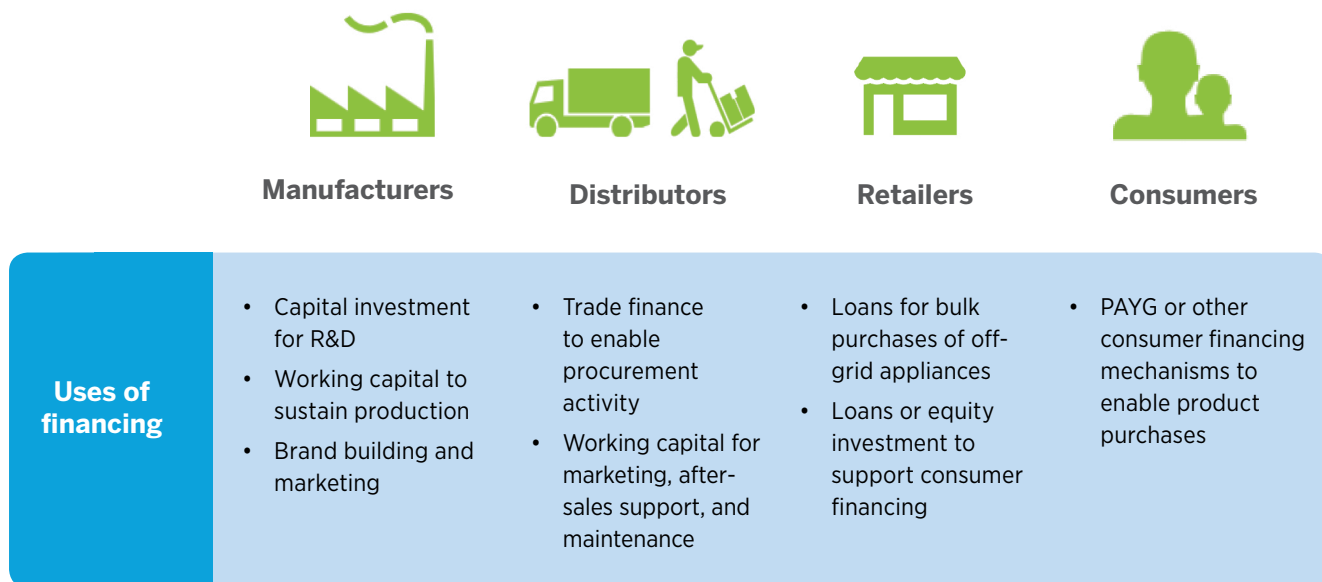 Manufacturers
Distributors
Retailers
Consumers
Uses of
financing
• Capital investment
for R&D
• Working capital to
sustain production
• Brand building and
marketing
• Trade finance
to enable
procurement
activity
• Working capital for
marketing, after-
sales support, and
maintenance
• Loans for bulk
purchases of off-
grid appliances
• Loans or equity
investment to
support consumer
financing
• PAYG or other
consumer financing
mechanisms to
enable product
purchases